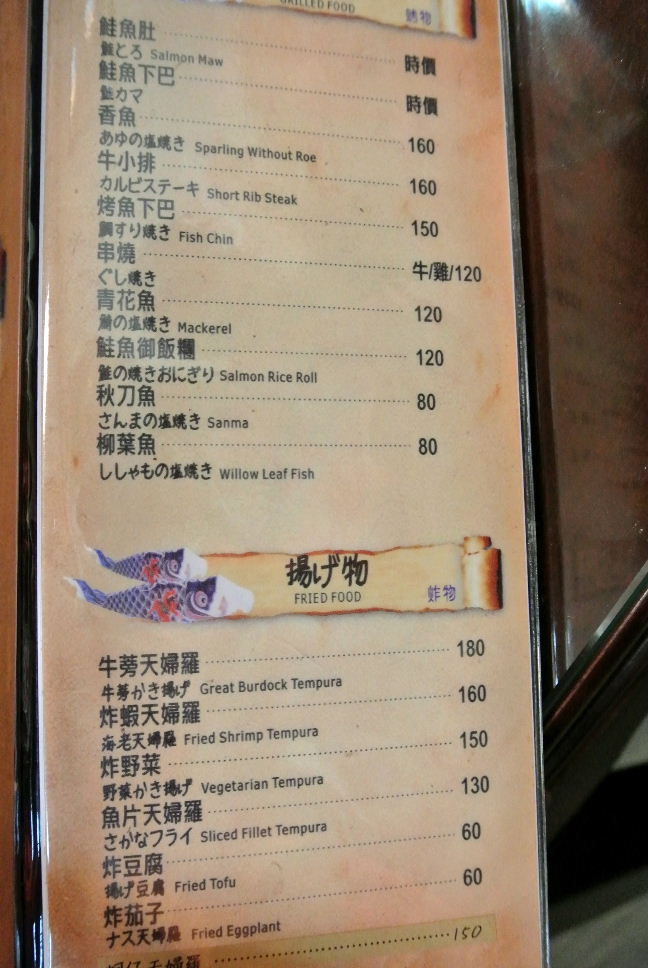 GRILLED FOOD
鮭魚肚 時價
鮭とろ Salmon Maw
鮭魚下巴 時價
鮭カマ
香魚 160
あゆの塩焼き Sparling Without Roe
牛小排 160
カルビステーキ Short Rib Steak
烤魚下巴 150
鯛すり焼き Fish Chin
串燒 牛/雞/120
ぐし焼き
青花魚 120
鯖の塩焼き Mackerel
鮭魚御飯糰 120
鮭の焼きおにぎり Salmon Rice Roll
秋刀魚 80
さんまの塩焼き Sanma
柳葉魚 80
ししゃもの塩焼き Willow Leaf Fish
揚げ物
FRIED FOOD 炸物
牛蒡天婦羅 180
牛蒡かき揚げ Great Burdock Tempura
炸蝦天婦羅 160
海老天婦羅 Fried Shrimp Tempura
炸野菜 150
野菜かき揚げ Vegetarian Tempura
魚片天婦羅 130
さかなフライ Sliced Fillet Tempura
炸豆腐 60
揚げ豆腐 Fried Tofu
炸茄子 60
ナス天婦羅 Fried Eggplant
天婦羅 150